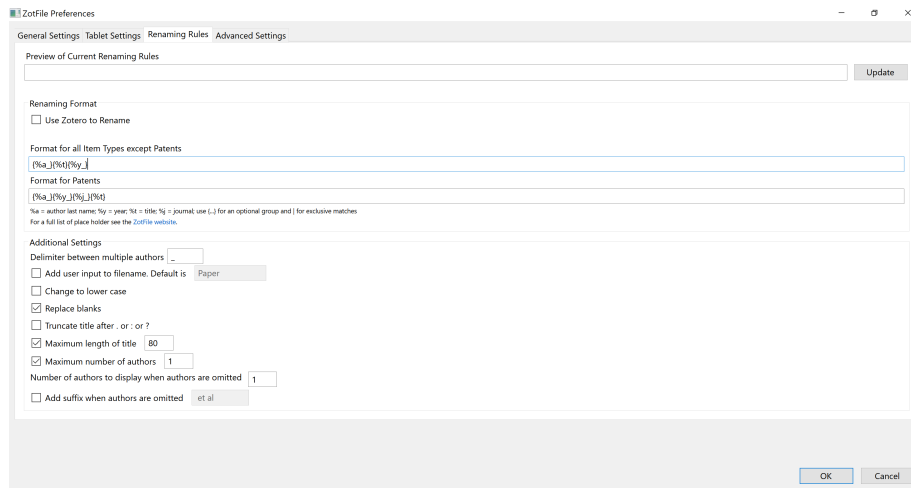 ZotFile Preferences
General Settings Tablet Settings Renaming Rules Advanced Settings
Preview of Current Renaming Rules
Update
Renaming Format
Use Zotero to Rename
Format for all Item Types except Patents
{%a_}{%t}{%y_}
Format for Patents
{%a_}{%y_}{%j_}{%t}
%a = author last name; %y = year; %t = title; %j = journal; use {...} for an optional group and | for exclusive matches
For a full list of place holder see the ZotFile website.
Additional Settings
Delimiter between multiple authors _
Add user input to filename. Default is Paper
Change to lower case
Replace blanks
Truncate title after . or : or ?
Maximum length of title 80
Maximum number of authors 1
Number of authors to display when authors are omitted 1
Add suffix when authors are omitted et al
OK Cancel